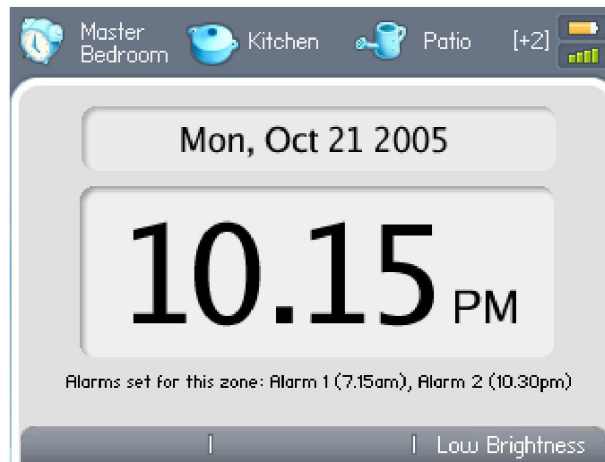 Master Bedroom Kitchen Patio [+2]
Mon, Oct 21 2005
10.15 PM
Alarms set for this zone: Alarm 1 (7.15am), Alarm 2 (10.30pm)
Low Brightness